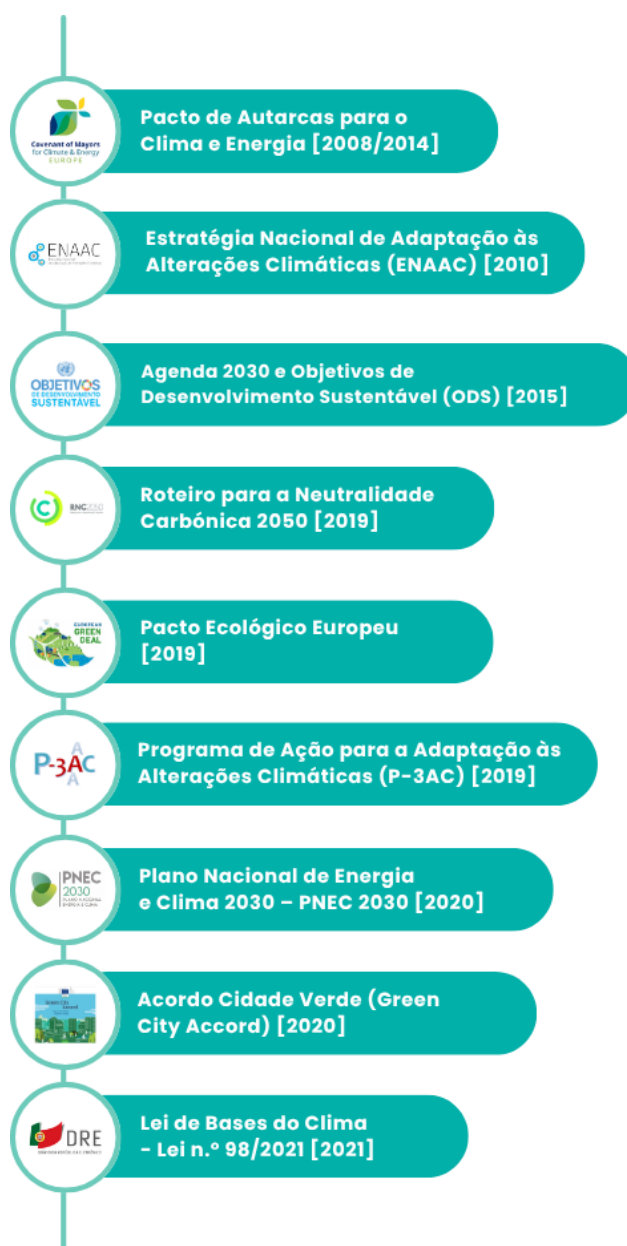 Covenant of Mayors
for Climate & Energy
EUROPE
Pacto de Autarcas para o
Clima e Energia [2008/2014]
ENAAC
Estratégia Nacional de Adaptação às
Alterações Climáticas (ENAAC) [2010]
OBJETIVOS
DE DESENVOLVIMENTO
SUSTENTÁVEL
Agenda 2030 e Objetivos de
Desenvolvimento Sustentável (ODS) [2015]
RNC2050
Roteiro para a Neutralidade
Carbónica 2050 [2019]
EUROPEAN
GREEN
DEAL
Pacto Ecológico Europeu
[2019]
P-3AC
Programa de Ação para a Adaptação às
Alterações Climáticas (P-3AC) [2019]
PNEC
2030
Plano Nacional de Energia
e Clima 2030 – PNEC 2030 [2020]
Green City
Accord
Acordo Cidade Verde (Green
City Accord) [2020]
DRE
Lei de Bases do Clima
– Lei n.º 98/2021 [2021]